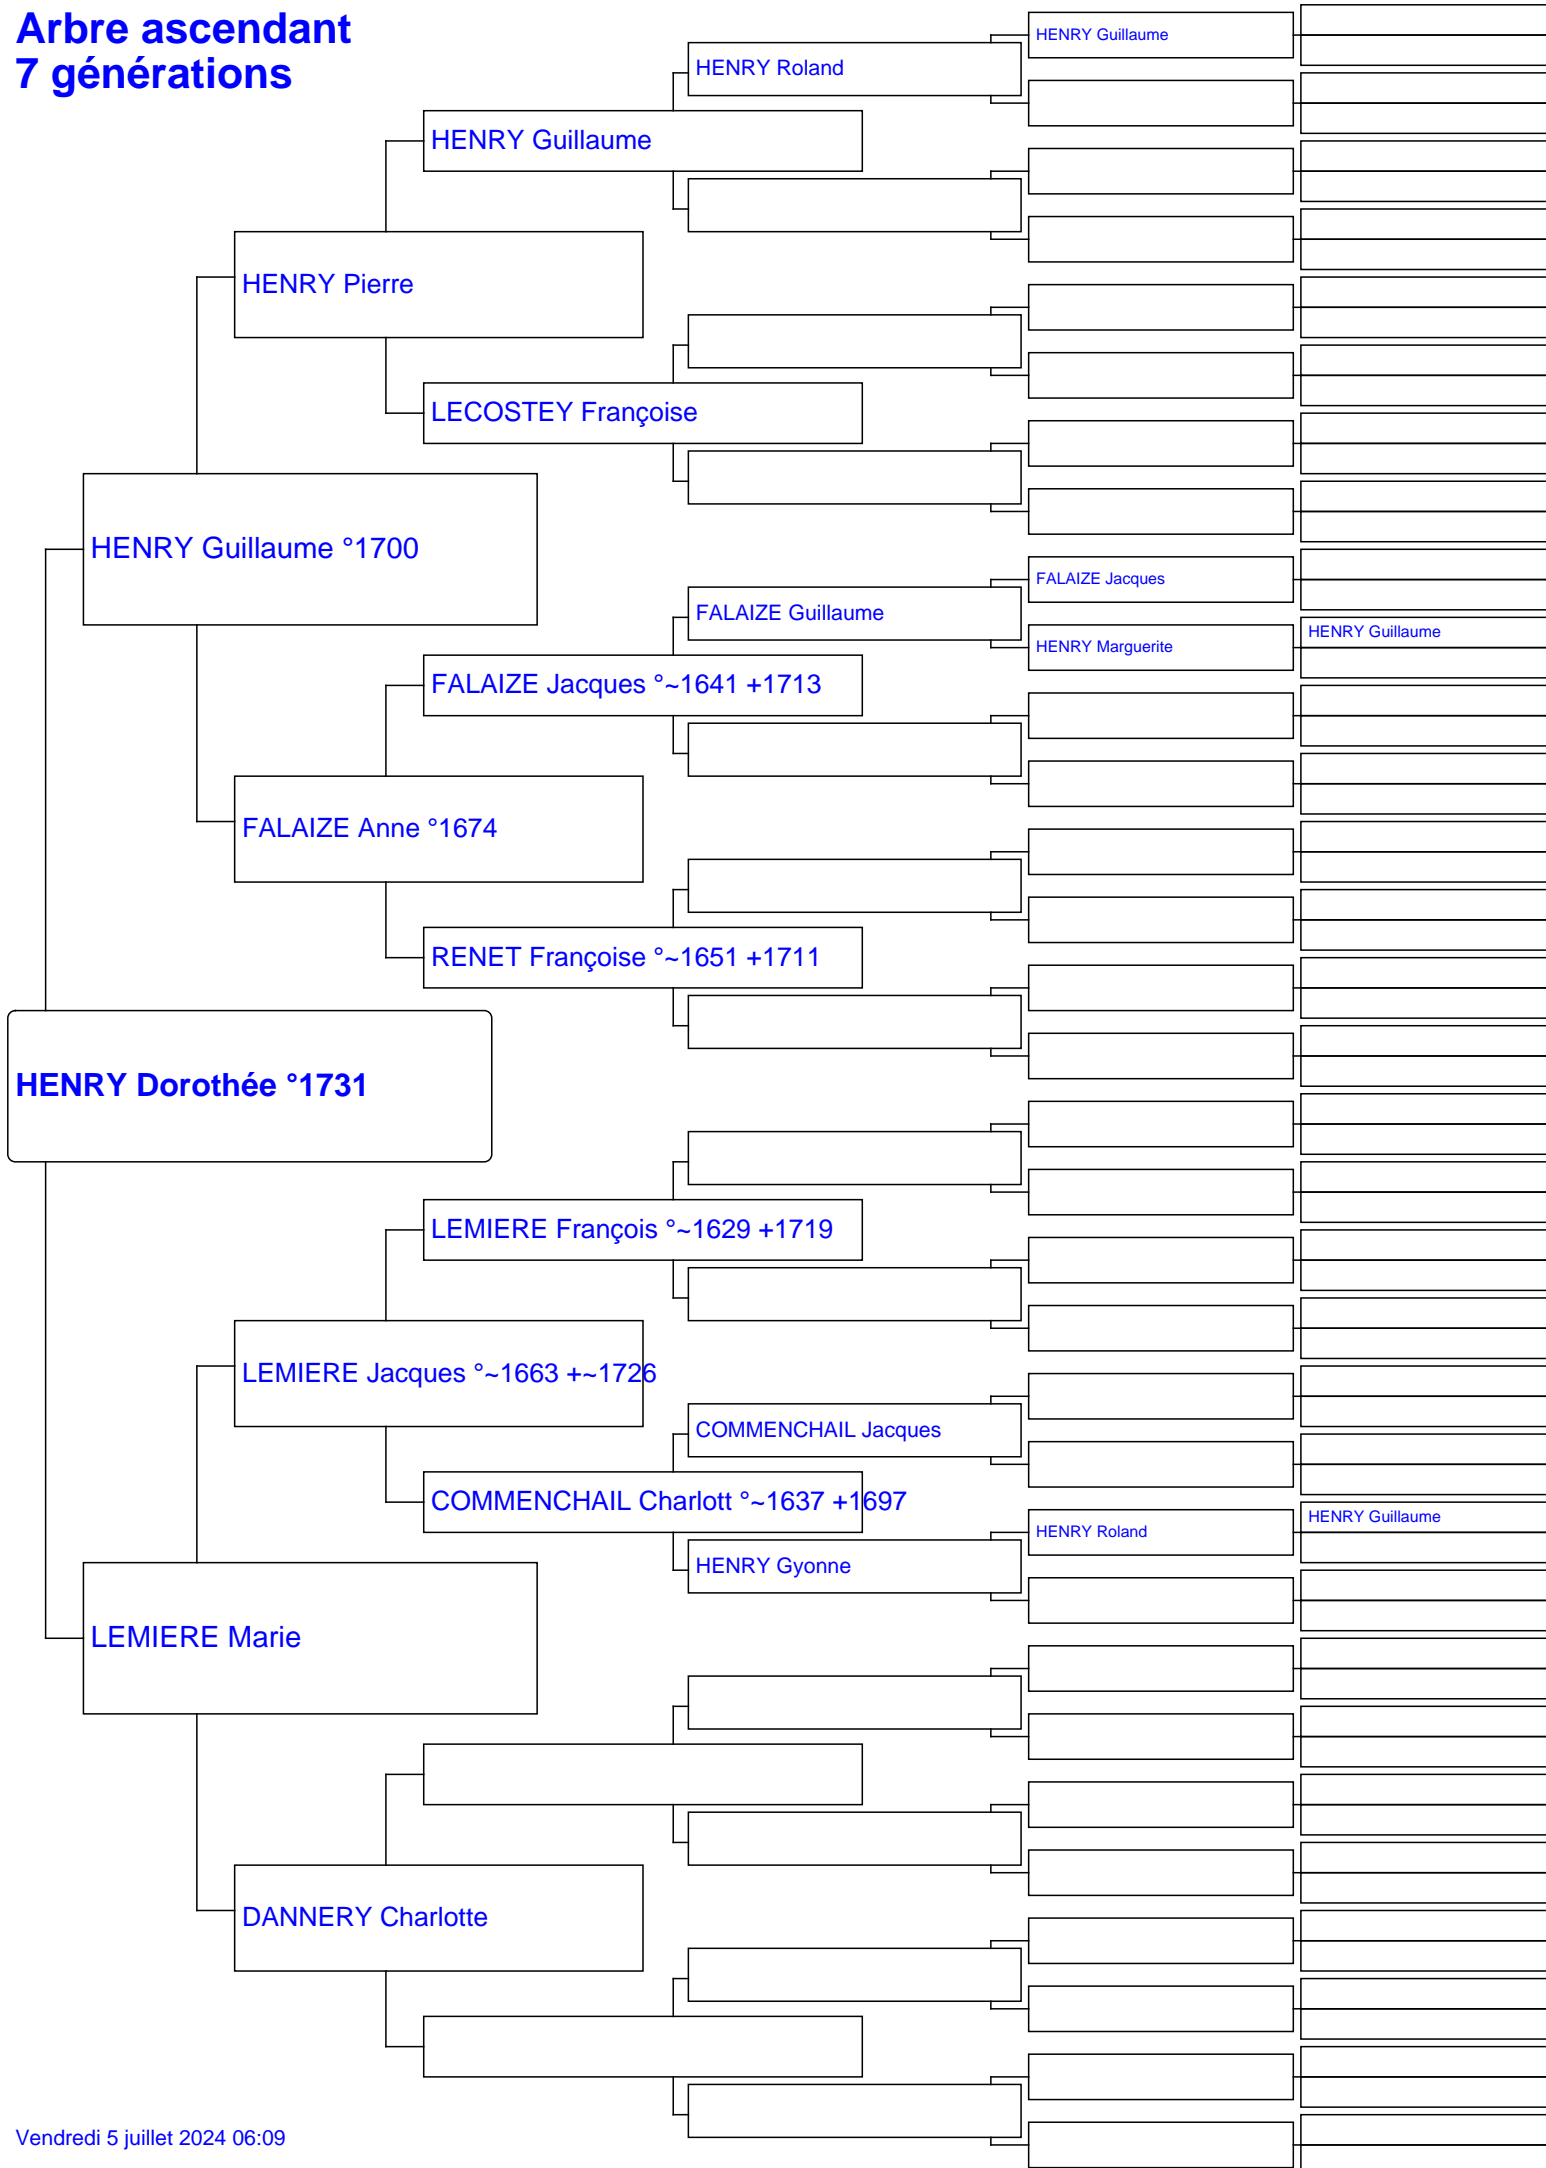 Arbre ascendant
7 générations
HENRY Guillaume
HENRY Roland
HENRY Guillaume
HENRY Pierre
LECOSTEY Françoise
HENRY Guillaume °1700
FALAIZE Jacques
FALAIZE Guillaume
HENRY Guillaume
HENRY Marguerite
FALAIZE Jacques °~1641 +1713
FALAIZE Anne °1674
RENET Françoise °~1651 +1711
HENRY Dorothée °1731
LEMIERE François °~1629 +1719
LEMIERE Jacques °~1663 +~1726
COMMENCHAIL Jacques
COMMENCHAIL Charlott °~1637 +1697
HENRY Guillaume
HENRY Roland
HENRY Gyonne
LEMIERE Marie
DANNERY Charlotte
Vendredi 5 juillet 2024 06:09